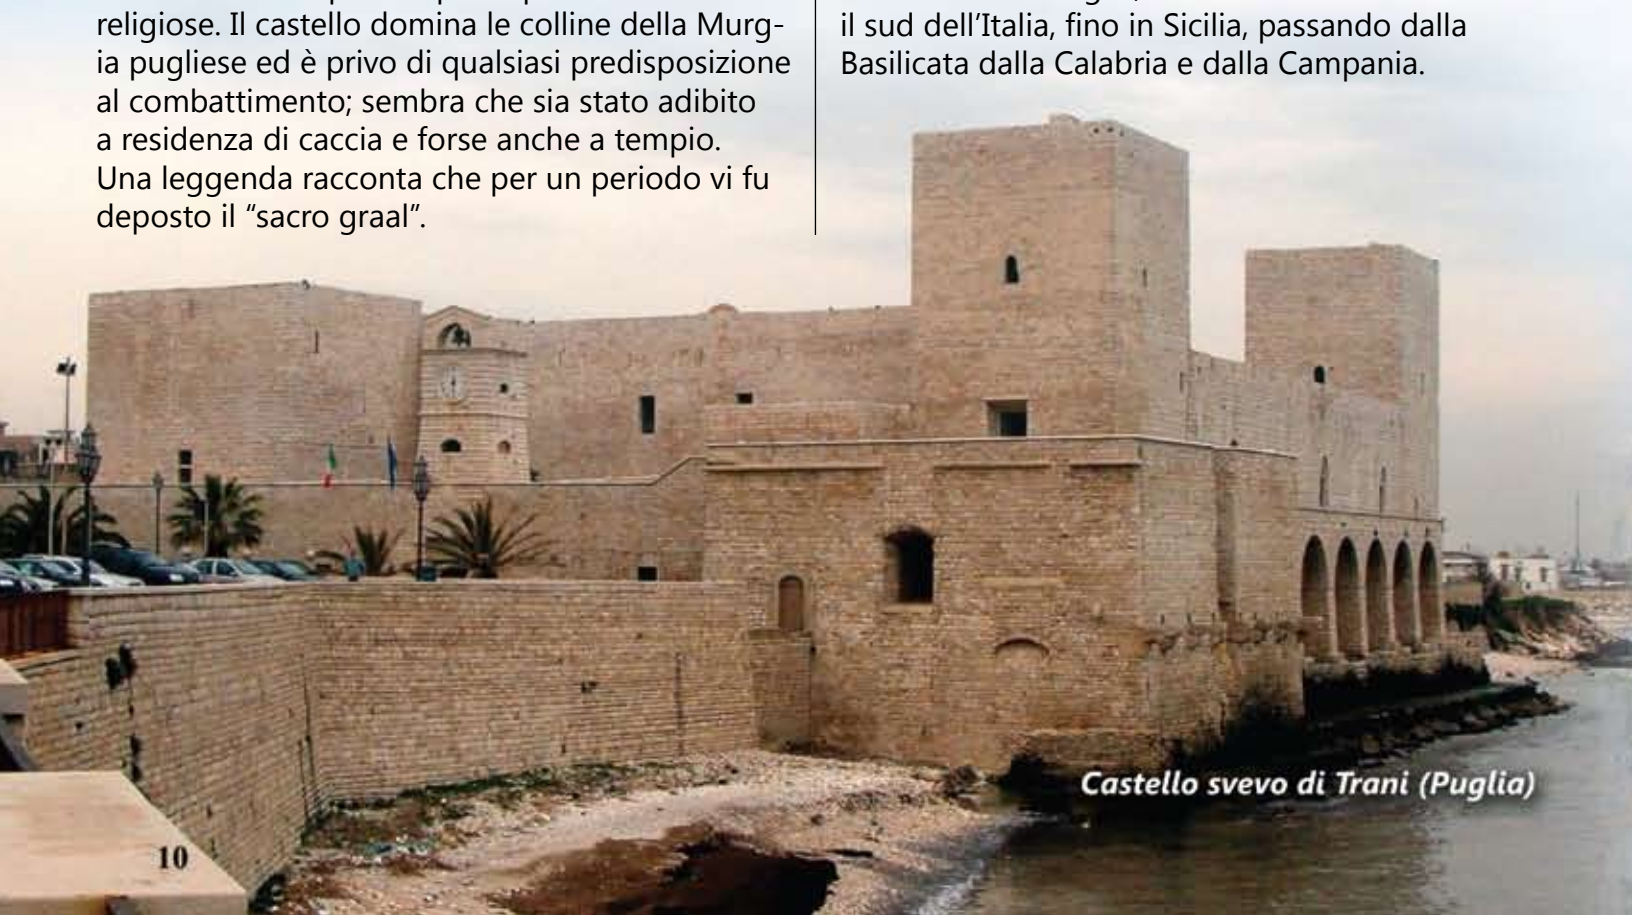 religiose. Il castello domina le colline della Murg-
ia pugliese ed è privo di qualsiasi predisposizione
al combattimento; sembra che sia stato adibito
a residenza di caccia e forse anche a tempio.
Una leggenda racconta che per un periodo vi fu
deposto il “sacro graal”.
il sud dell’Italia, fino in Sicilia, passando dalla
Basilicata dalla Calabria e dalla Campania.
Castello svevo di Trani (Puglia)
10